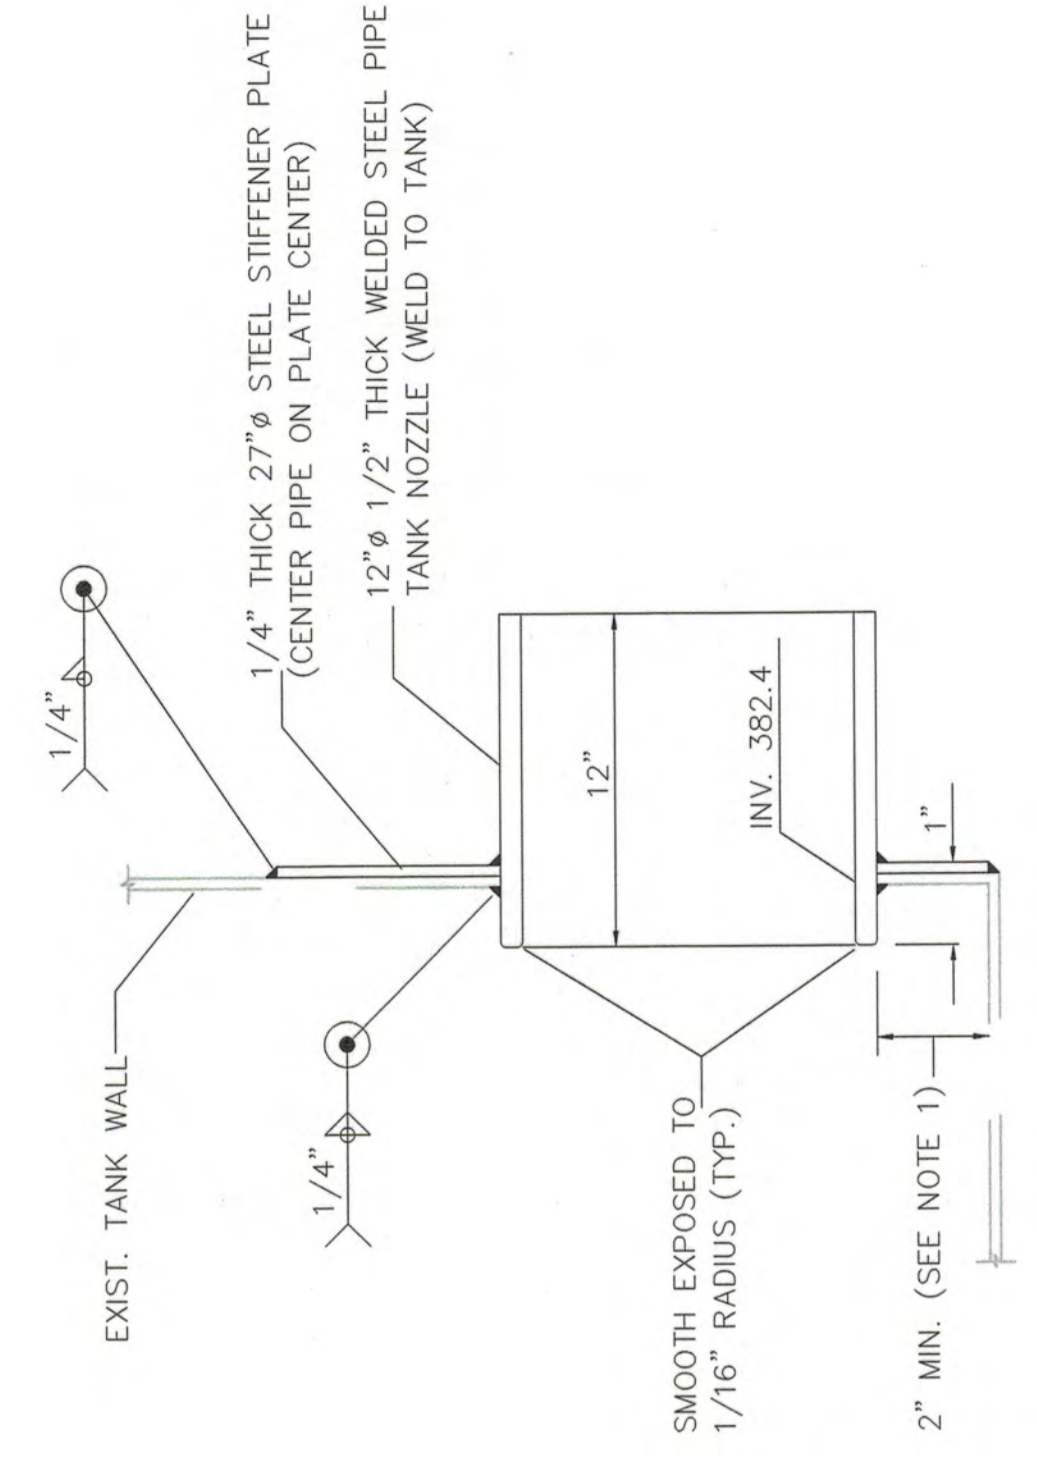 EXIST. TANK WALL
1/4”
1/4”
1/4” THICK 27”ø STEEL STIFFENER PLATE
(CENTER PIPE ON PLATE CENTER)
12”ø 1/2” THICK WELDED STEEL PIPE
TANK NOZZLE (WELD TO TANK)
12”
INV. 382.4
1”
SMOOTH EXPOSED TO
1/16” RADIUS (TYP.)
2” MIN. (SEE NOTE 1)